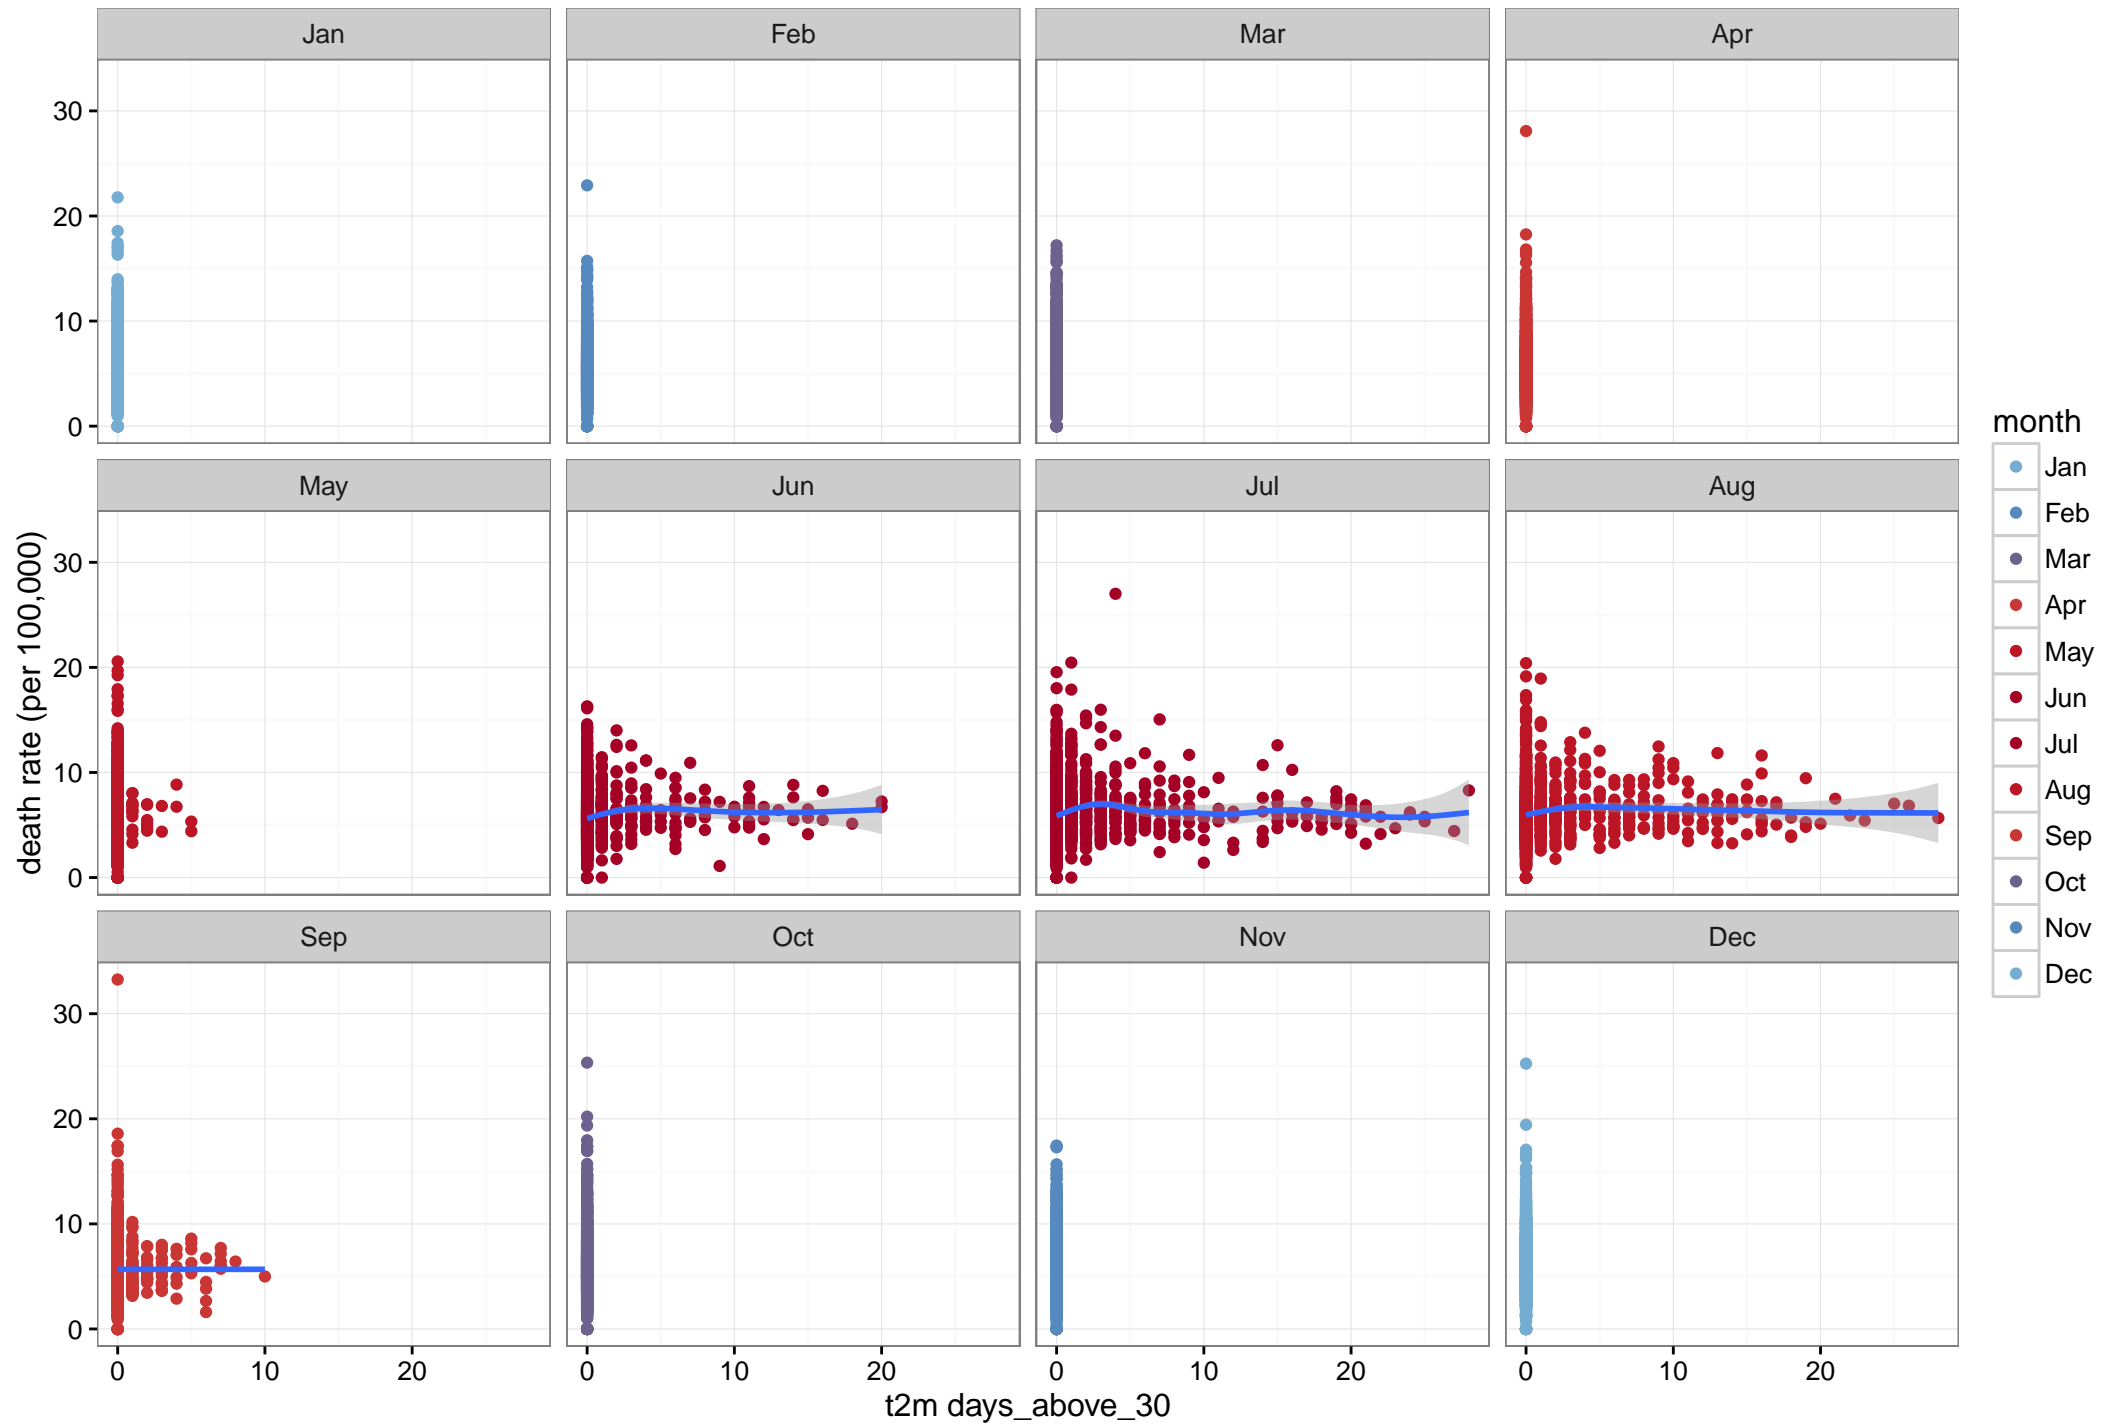 Jan Feb Mar Apr
30
20
10
0
May Jun Jul Aug
30
20
10
0
Sep Oct Nov Dec
30
20
10
0
0 10 20 0 10 20 0 10 20 0 10 20
t2m days_above_30
death rate (per 100,000)
month
Jan
Feb
Mar
Apr
May
Jun
Jul
Aug
Sep
Oct
Nov
Dec